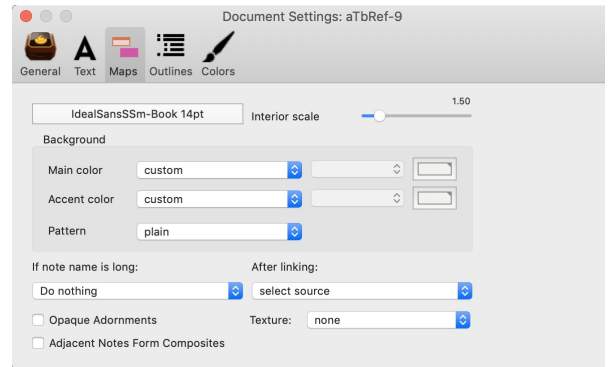 Document Settings: aTbRef-9
General Text Maps Outlines Colors
IdealSansSSm-Book 14pt
Interior scale
1.50
Background
Main color custom
Accent color custom
Pattern plain
If note name is long: After linking:
Do nothing select source
Opaque Adornments Texture: none
Adjacent Notes Form Composites